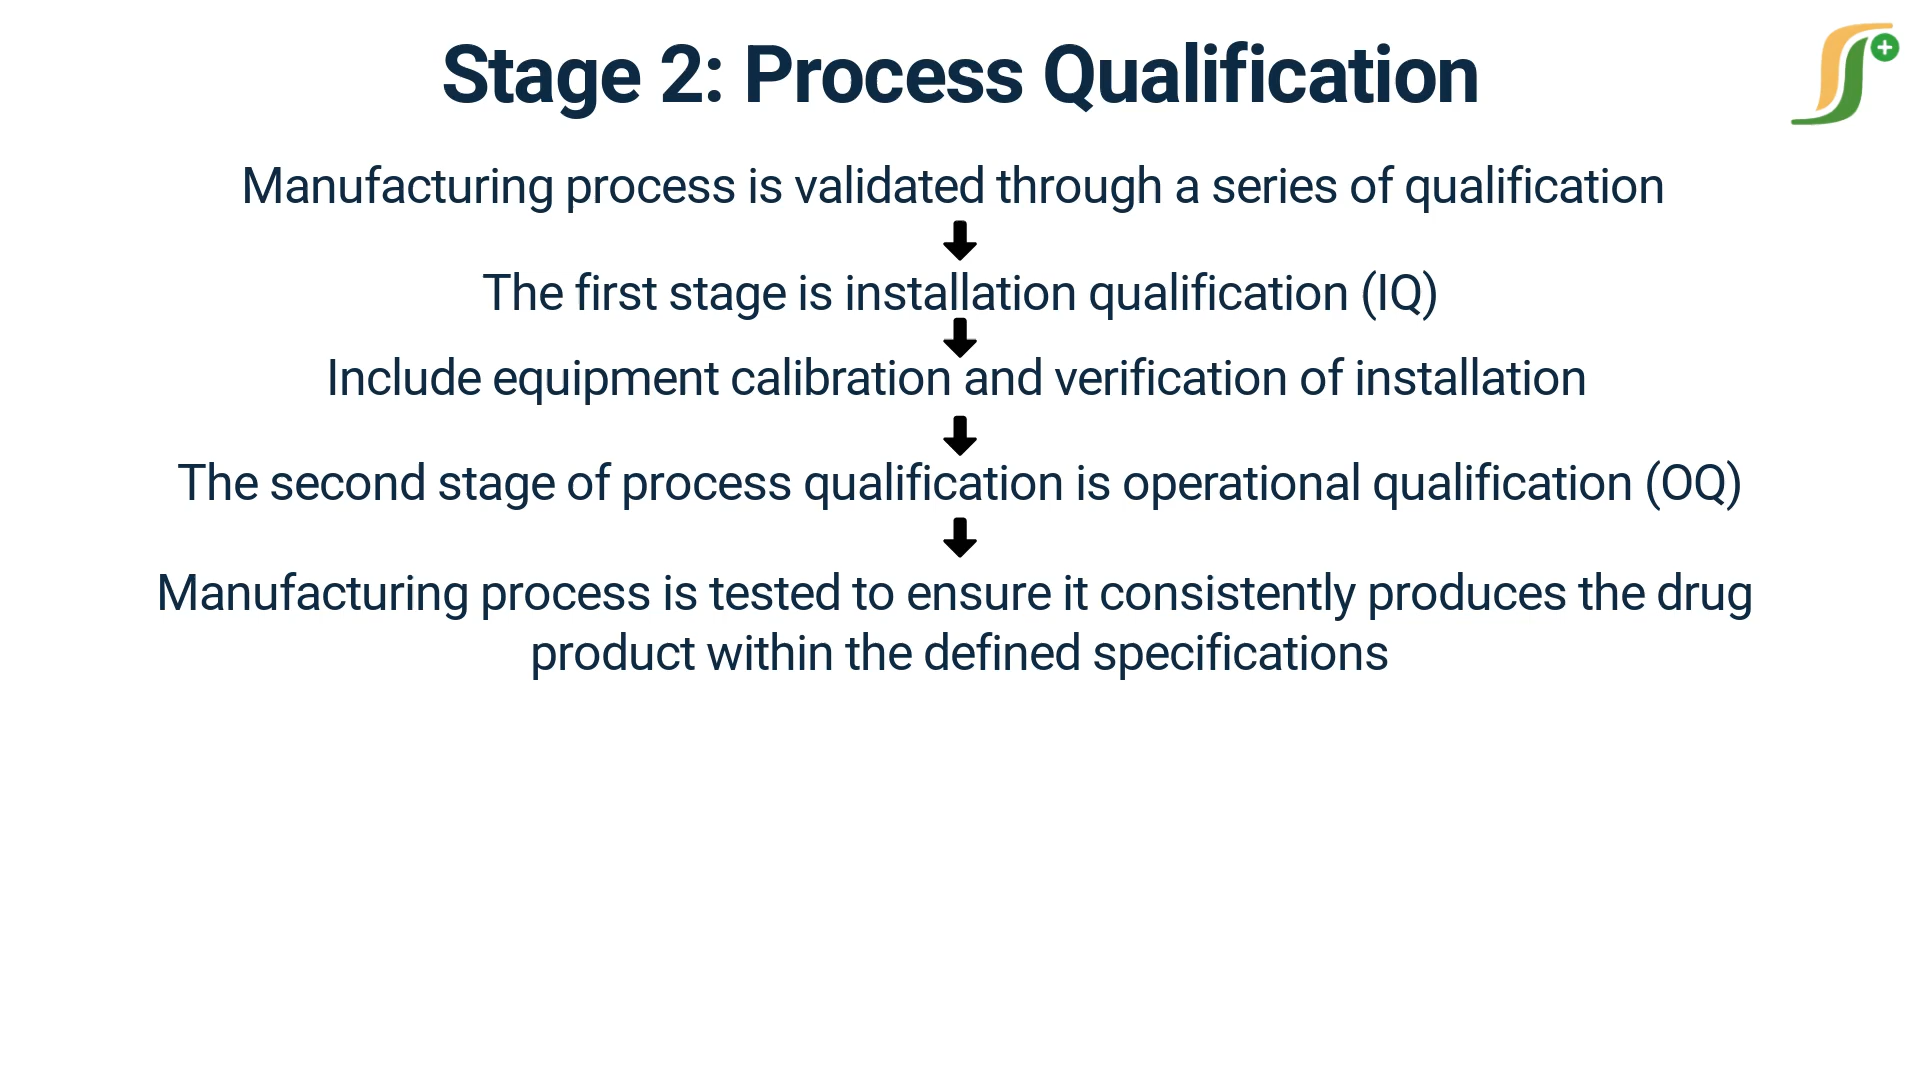 Stage 2: Process Qualification
Manufacturing process is validated through a series of qualification
The first stage is installation qualification (IQ)
Include equipment calibration and verification of installation
The second stage of process qualification is operational qualification (OQ)
Manufacturing process is tested to ensure it consistently produces the drug
product within the defined specifications